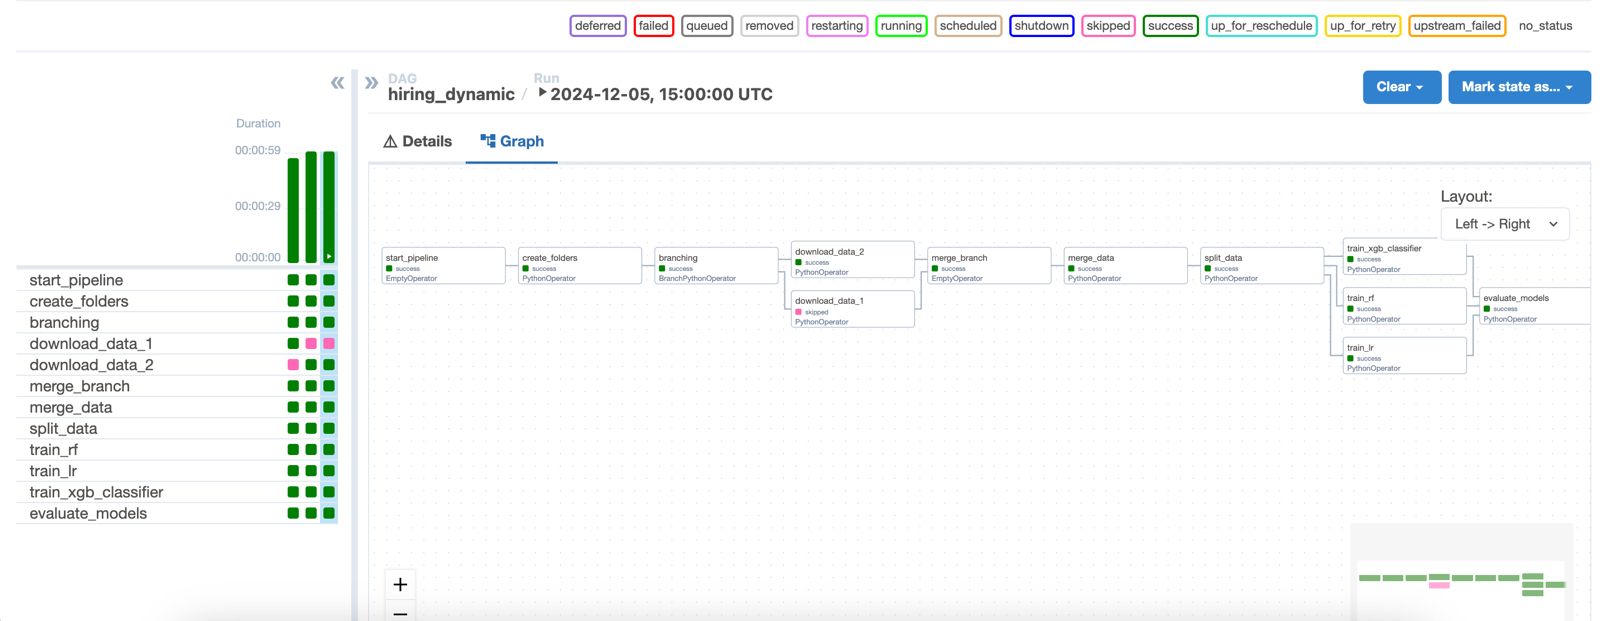 deferred failed queued removed restarting running scheduled shutdown skipped success up_for_reschedule up_for_retry upstream_failed no_status
« » DAG Run
hiring_dynamic / 2024-12-05, 15:00:00 UTC
Clear Mark state as...
Details Graph
Duration
00:00:59
00:00:29
00:00:00
start_pipeline
create_folders
branching
download_data_1
download_data_2
merge_branch
merge_data
split_data
train_rf
train_lr
train_xgb_classifier
evaluate_models
Layout:
Left -> Right
start_pipeline
success
EmptyOperator
create_folders
success
PythonOperator
branching
success
BranchPythonOperator
download_data_2
success
PythonOperator
download_data_1
skipped
PythonOperator
merge_branch
success
EmptyOperator
merge_data
success
PythonOperator
split_data
success
PythonOperator
train_xgb_classifier
success
PythonOperator
train_rf
success
PythonOperator
train_lr
success
PythonOperator
evaluate_models
success
PythonOperator
+
−